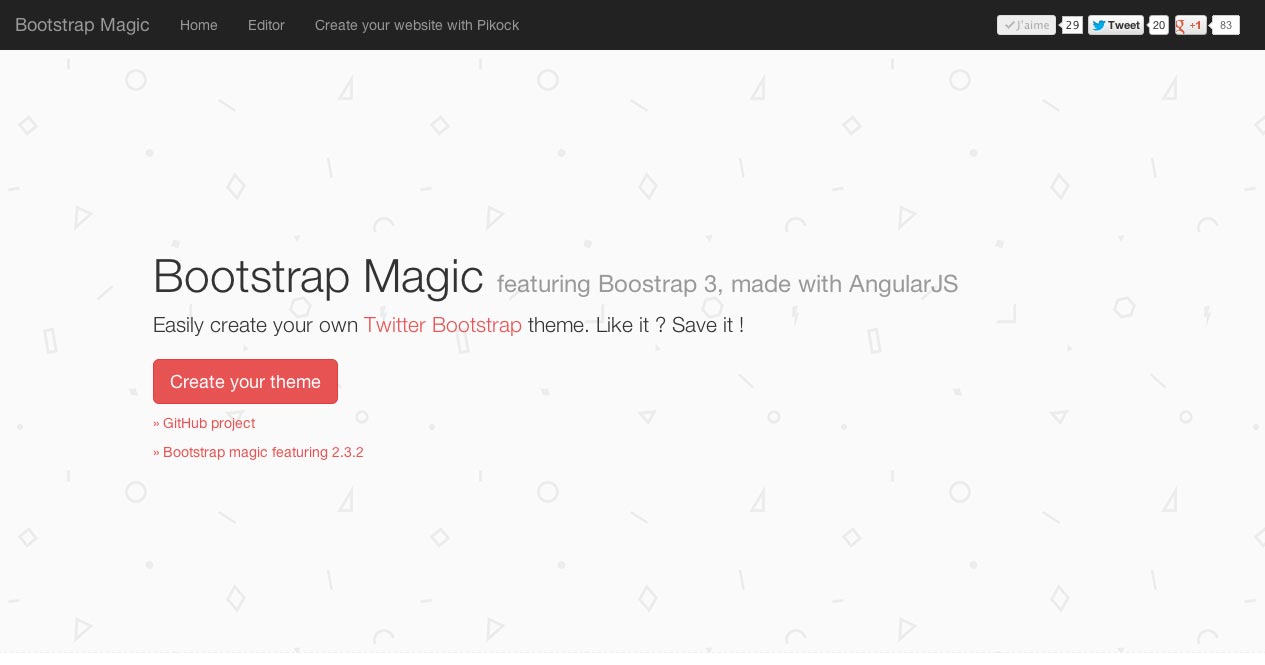 Bootstrap Magic Home Editor Create your website with Pikock J'aime 29 Tweet 20 +1 83
Bootstrap Magic featuring Boostrap 3, made with AngularJS
Easily create your own Twitter Bootstrap theme. Like it ? Save it !
Create your theme
» GitHub project
» Bootstrap magic featuring 2.3.2